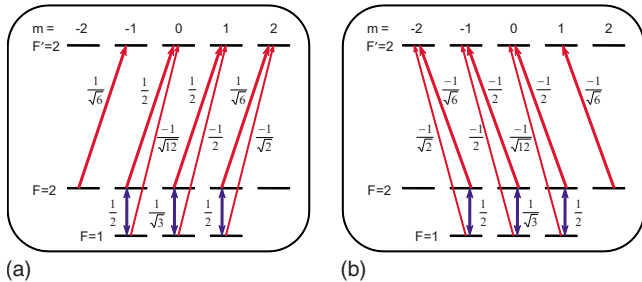 m = -2 -1 0 1 2
F'=2
1/√6 1/2 1/2 1/√6
-1/√12 -1/2 -1/√2
F=2
1/2 1/√3 1/2
F=1
(a)
m = -2 -1 0 1 2
F'=2
-1/√6 -1/2 -1/2 -1/√6
-1/√2 -1/2 -1/√12
F=2
1/2 1/√3 1/2
F=1
(b)